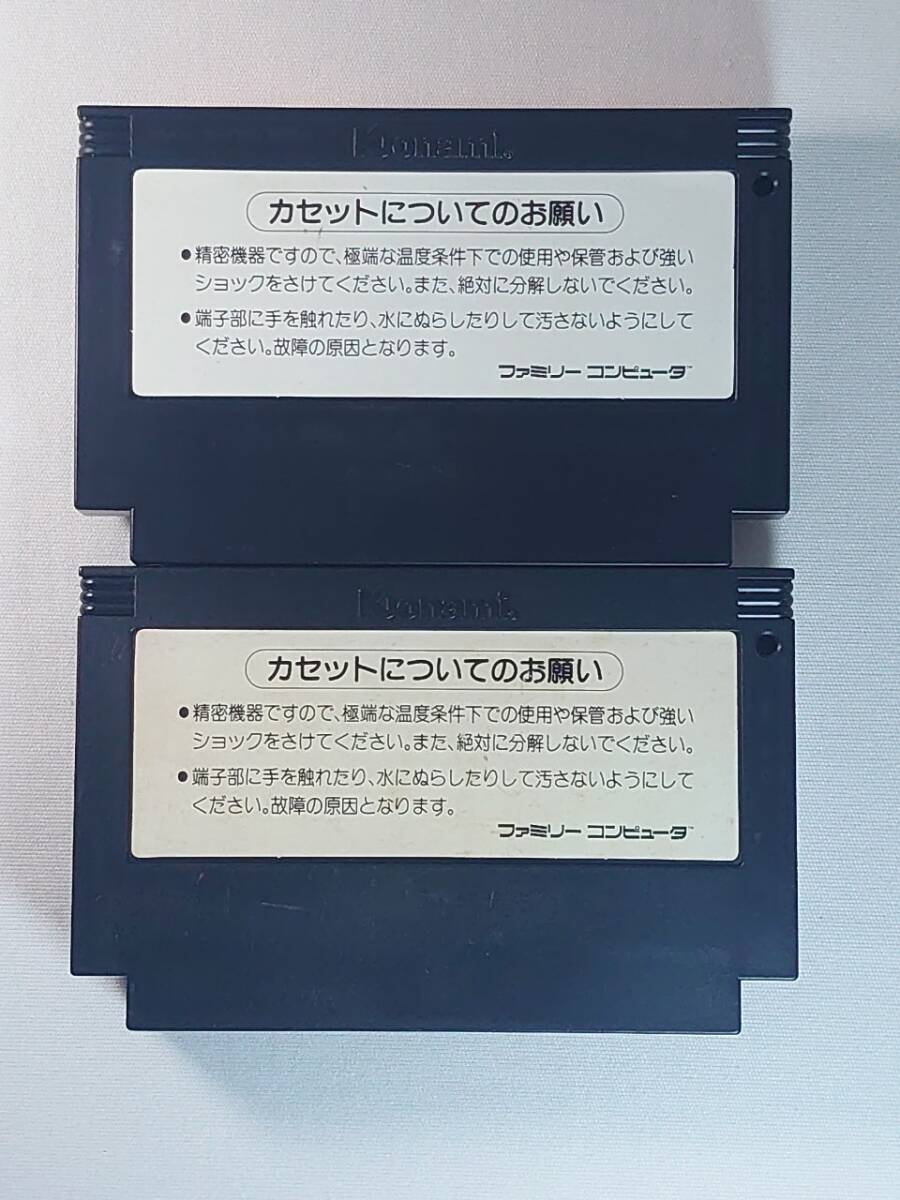 Konami.
カセットについてのお願い
●精密機器ですので、極端な温度条件下での使用や保管および強い
ショックをさけてください。また、絶対に分解しないでください。
●端子部に手を触れたり、水にぬらしたりして汚さないようにして
ください。故障の原因となります。
ファミリー コンピュータ™
Konami.
カセットについてのお願い
●精密機器ですので、極端な温度条件下での使用や保管および強い
ショックをさけてください。また、絶対に分解しないでください。
●端子部に手を触れたり、水にぬらしたりして汚さないようにして
ください。故障の原因となります。
ファミリー コンピュータ™